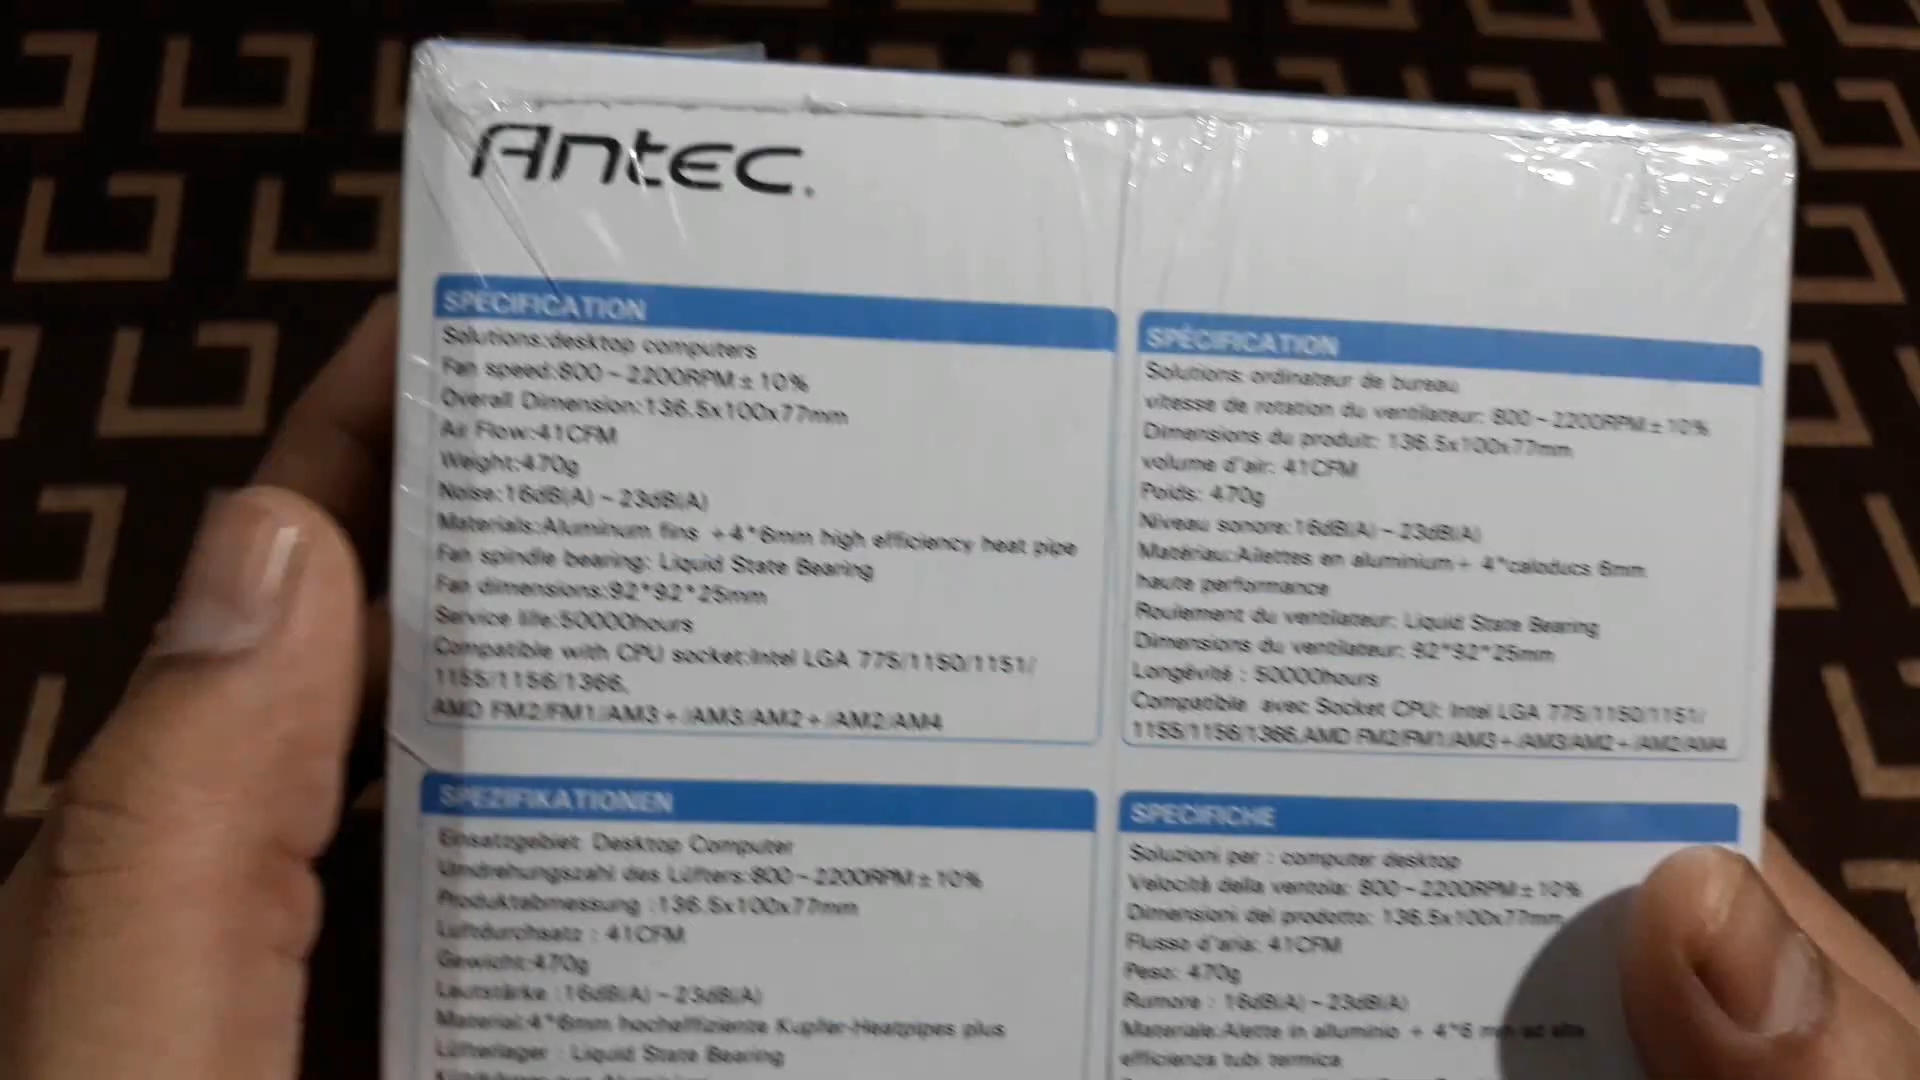 Antec
SPECIFICATION
Solutions:desktop computers
Fan speed:800~2200RPM±10%
Overall Dimension:136.5x100x77mm
Air Flow:41CFM
Weight:470g
Noise:16dB(A)~23dB(A)
Materials:Aluminum fins +4*6mm high efficiency heat pipe
Fan spindle bearing: Liquid State Bearing
Fan dimensions:92*92*25mm
Service life:50000hours
Compatible with CPU socket:Intel LGA 775/1150/1151/
1155/1156/1366,
AMD FM2/FM1/AM3+/AM3/AM2+/AM2/AM4
SPÉCIFICATION
Solutions: ordinateur de bureau
vitesse de rotation du ventilateur: 800~2200RPM±10%
Dimensions du produit: 136.5x100x77mm
volume d'air: 41CFM
Poids: 470g
Niveau sonore:16dB(A)~23dB(A)
Matériau:Ailettes en aluminium+ 4*caloducs 6mm
haute performance
Roulement du ventilateur: Liquid State Bearing
Dimensions du ventilateur: 92*92*25mm
Longévité : 50000hours
Compatible avec Socket CPU: Intel LGA 775/1150/1151/
1155/1156/1366,AMD FM2/FM1/AM3+/AM3/AM2+/AM2/AM4
SPEZIFIKATIONEN
Einsatzgebiet: Desktop Computer
Umdrehungszahl des Lüfters:800~2200RPM±10%
Produktabmessung :136.5x100x77mm
Luftdurchsatz : 41CFM
Gewicht:470g
Lautstärke :16dB(A)~23dB(A)
Material:4*6mm hocheffiziente Kupfer-Heatpipes plus
Lüfterlager : Liquid State Bearing
SPECIFICHE
Soluzioni per : computer desktop
Velocità della ventola: 800~2200RPM±10%
Dimensioni del prodotto: 136.5x100x77mm
Flusso d'aria: 41CFM
Peso: 470g
Rumore : 16dB(A)~23dB(A)
Materiale:Alette in alluminio + 4*6 mm ad alta
efficienza tubi termica